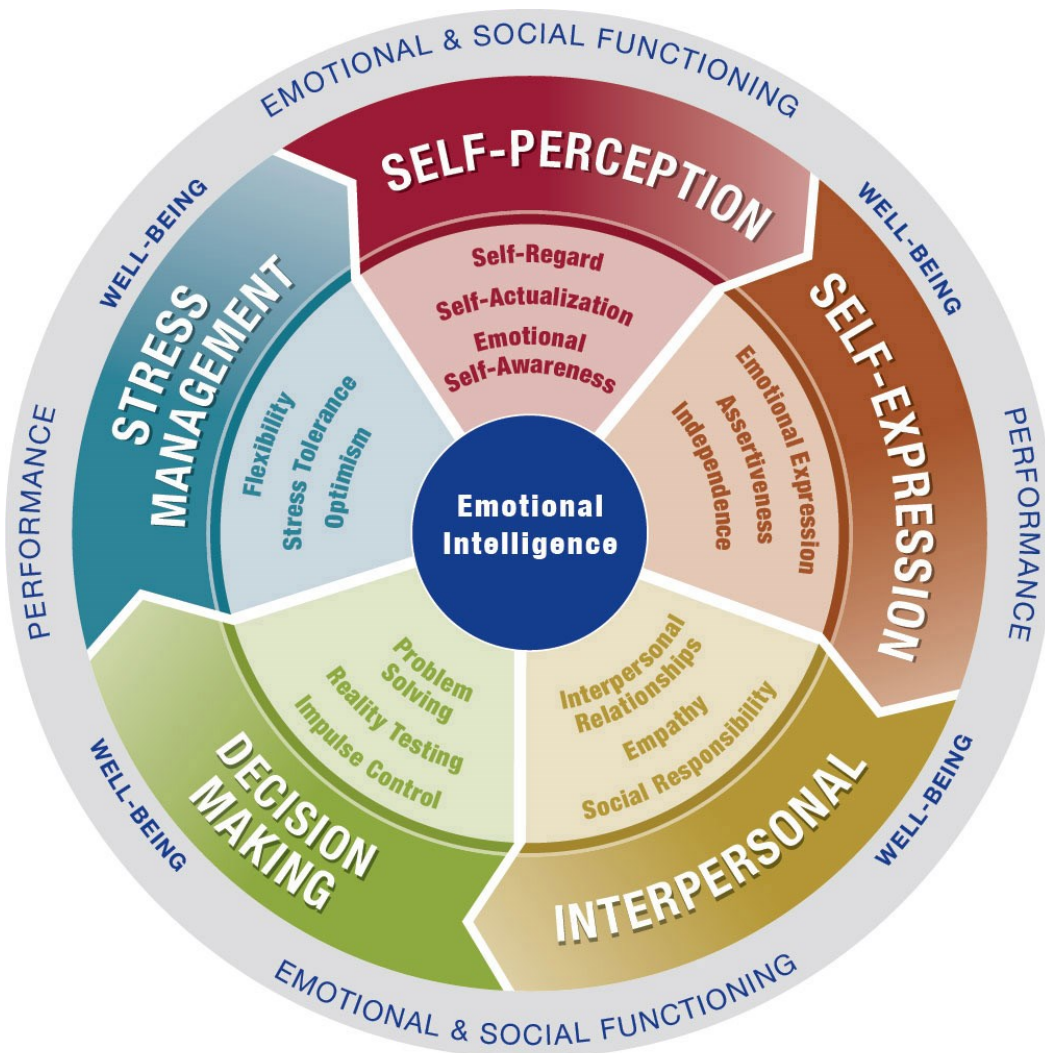 EMOTIONAL & SOCIAL FUNCTIONING
WELL-BEING
WELL-BEING
PERFORMANCE
PERFORMANCE
WELL-BEING
WELL-BEING
EMOTIONAL & SOCIAL FUNCTIONING
SELF-PERCEPTION
Self-Regard
Self-Actualization
Emotional
Self-Awareness
SELF-EXPRESSION
Emotional Expression
Assertiveness
Independence
INTERPERSONAL
Interpersonal
Relationships
Empathy
Social Responsibility
DECISION
MAKING
Problem
Solving
Reality Testing
Impulse Control
STRESS
MANAGEMENT
Flexibility
Stress Tolerance
Optimism
Emotional
Intelligence